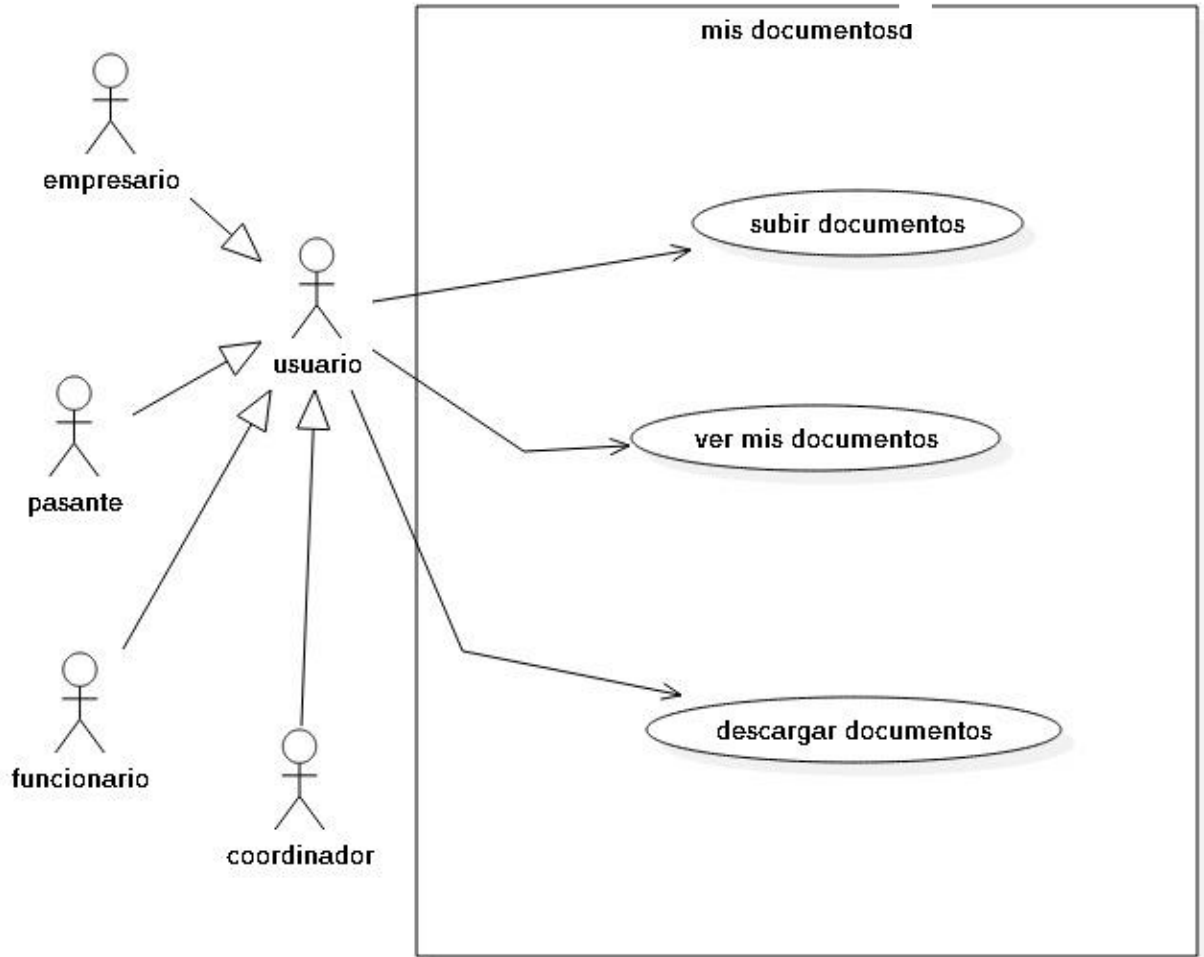 mis documentosa
empresario
subir documentos
usuario
ver mis documentos
pasante
descargar documentos
funcionario
coordinador